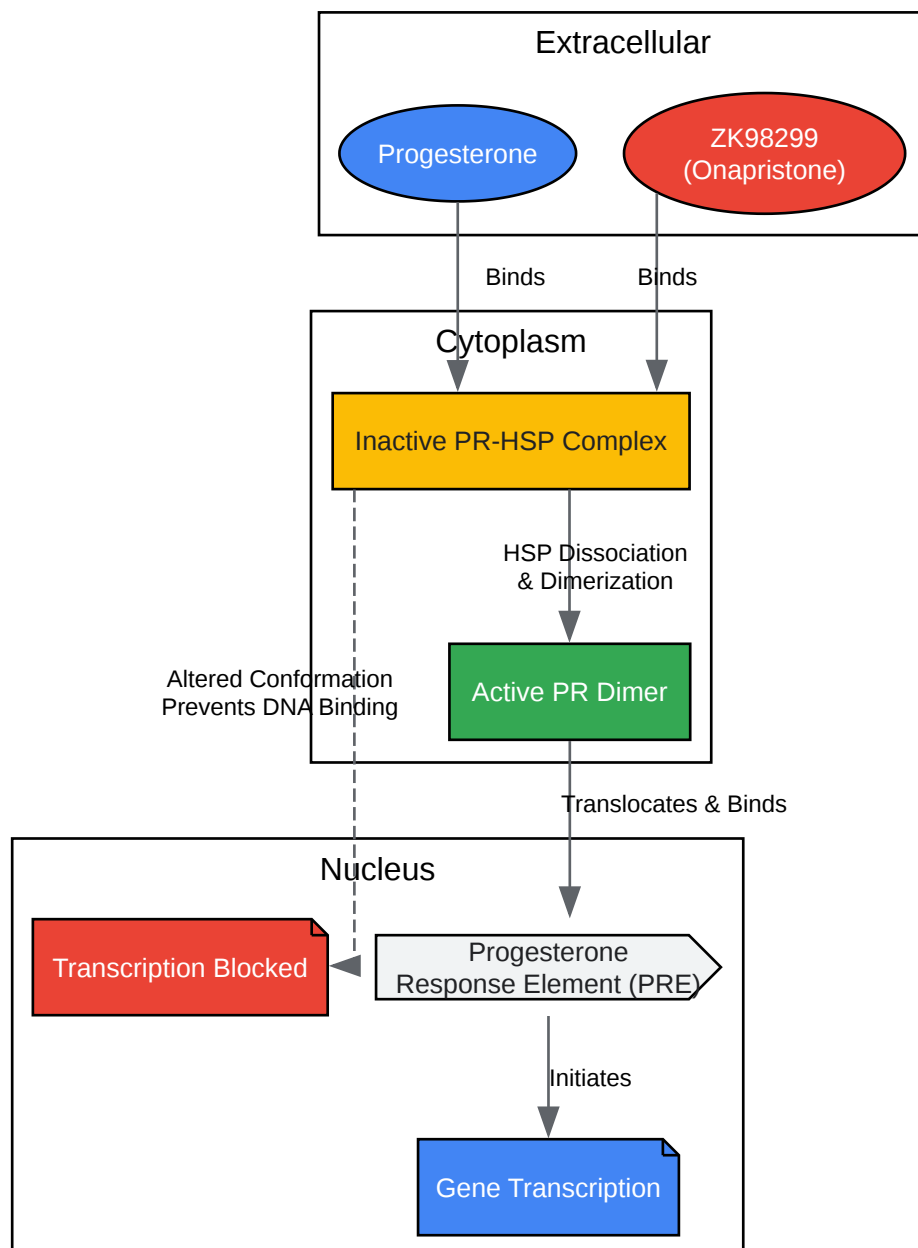 Extracellular
Progesterone
ZK98299
(Onapristone)
Binds
Binds
Cytoplasm
Inactive PR-HSP Complex
HSP Dissociation
& Dimerization
Altered Conformation
Prevents DNA Binding
Active PR Dimer
Translocates & Binds
Nucleus
Transcription Blocked
Progesterone
Response Element (PRE)
Initiates
Gene Transcription